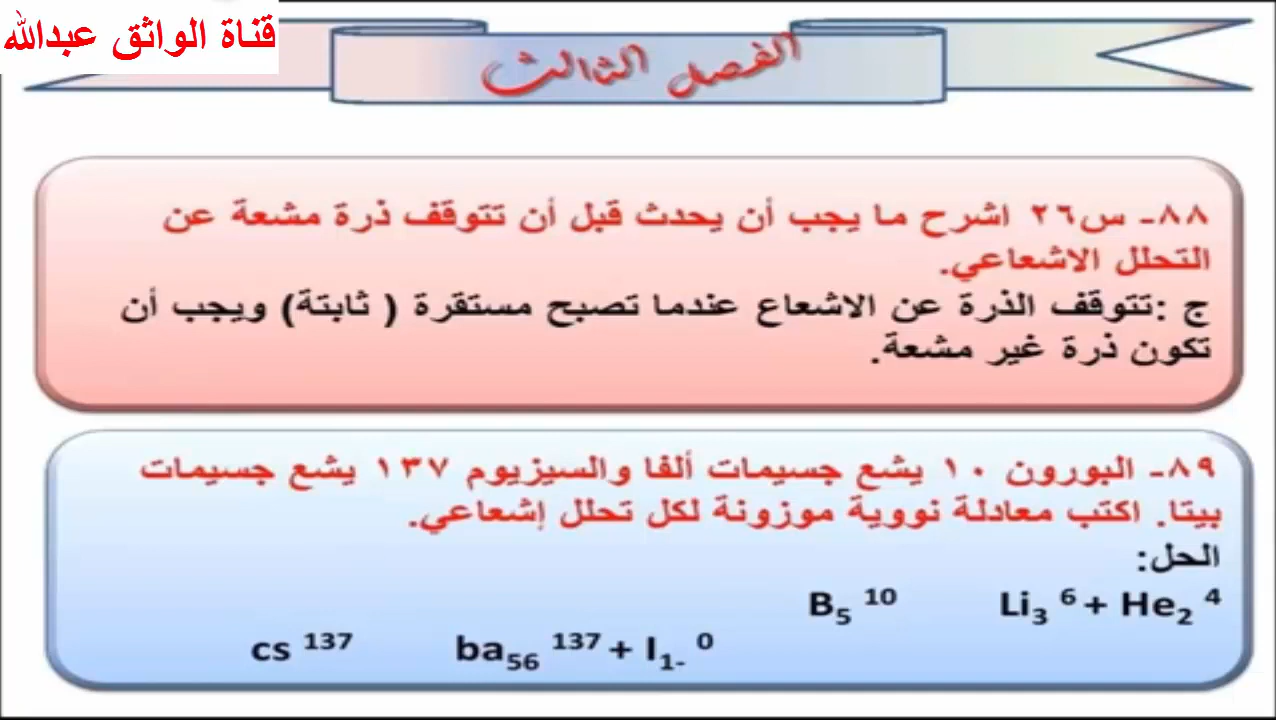 قناة الواثق عبدالله
الفصل الثالث
٨٨- س٢٦ اشرح ما يجب أن يحدث قبل أن تتوقف ذرة مشعة عن
التحلل الاشعاعي.
ج :تتوقف الذرة عن الاشعاع عندما تصبح مستقرة ( ثابتة) ويجب أن
تكون ذرة غير مشعة.
٨٩- البورون ١٠ يشع جسيمات ألفا والسيزيوم ١٣٧ يشع جسيمات
بيتا. اكتب معادلة نووية موزونة لكل تحلل إشعاعي.
الحل:
B₅ ¹⁰ Li₃ ⁶ + He₂ ⁴
cs ¹³⁷ ba₅₆ ¹³⁷ + I₁₋ ⁰